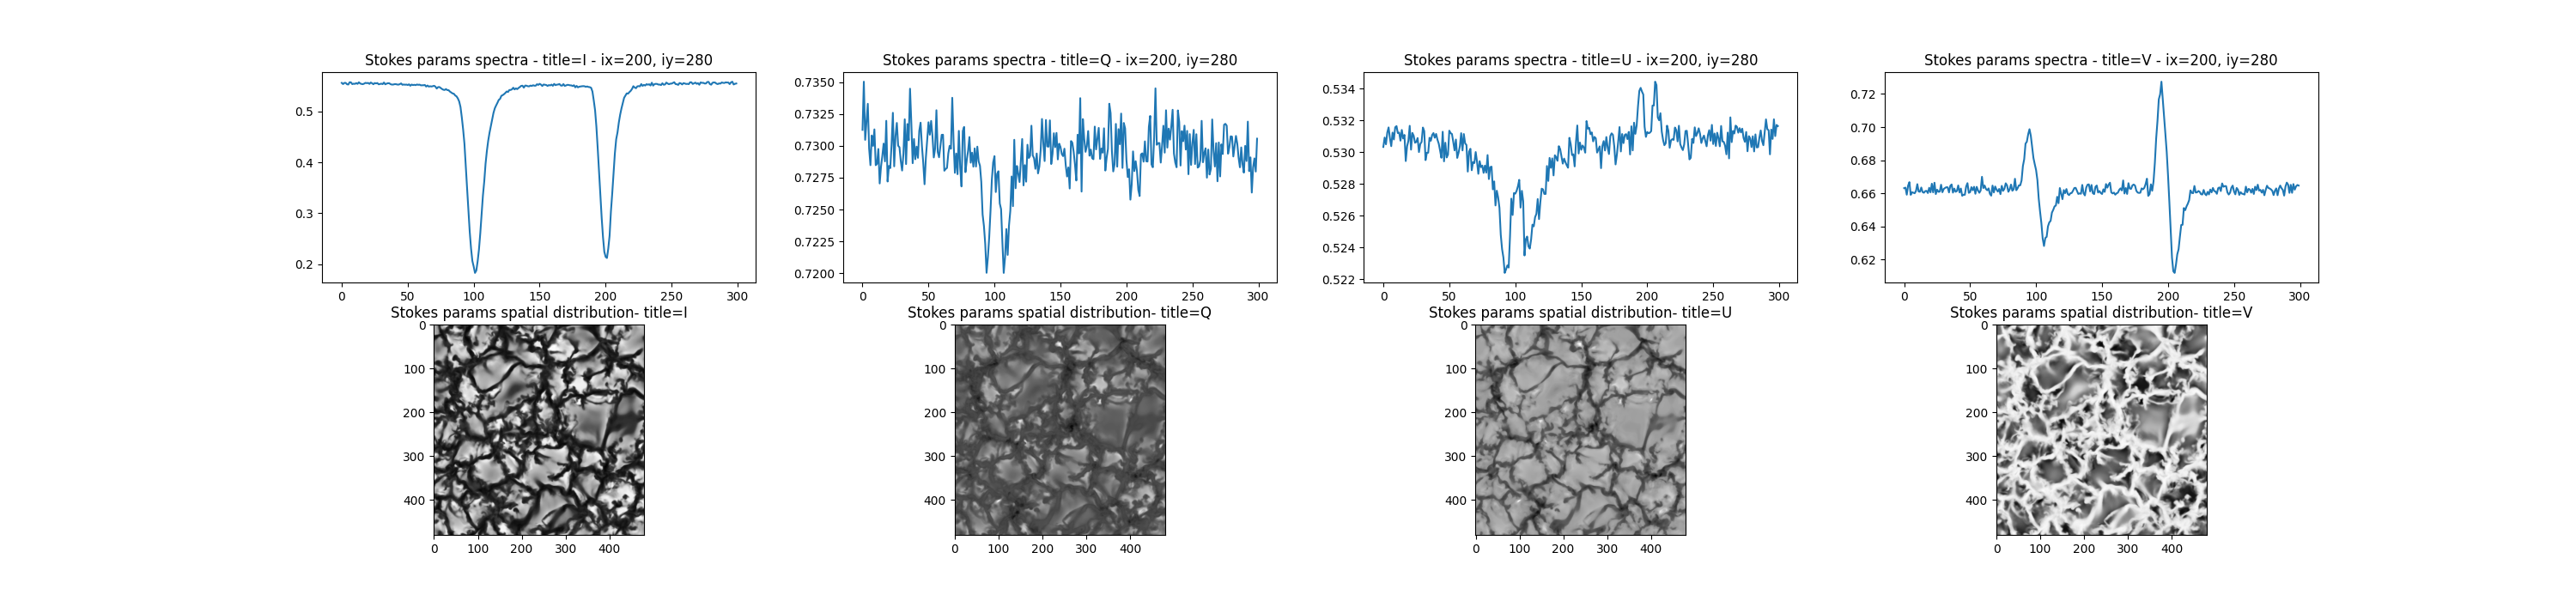 Stokes params spectra - title=I - ix=200, iy=280
0.5
0.4
0.3
0.2
0 50 100 150 200 250 300
Stokes params spectra - title=Q - ix=200, iy=280
0.7350
0.7325
0.7300
0.7275
0.7250
0.7225
0.7200
0 50 100 150 200 250 300
Stokes params spectra - title=U - ix=200, iy=280
0.534
0.532
0.530
0.528
0.526
0.524
0.522
0 50 100 150 200 250 300
Stokes params spectra - title=V - ix=200, iy=280
0.72
0.70
0.68
0.66
0.64
0.62
0 50 100 150 200 250 300
Stokes params spatial distribution- title=I
0
100
200
300
400
0 100 200 300 400
Stokes params spatial distribution- title=Q
0
100
200
300
400
0 100 200 300 400
Stokes params spatial distribution- title=U
0
100
200
300
400
0 100 200 300 400
Stokes params spatial distribution- title=V
0
100
200
300
400
0 100 200 300 400